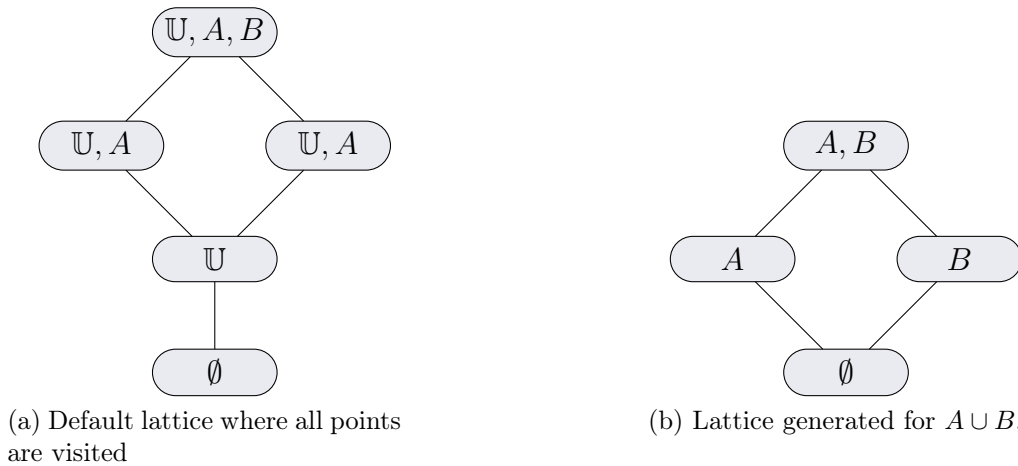 𝕌, A, B
𝕌, A
𝕌, A
𝕌
∅
(a) Default lattice where all points
are visited
A, B
A
B
∅
(b) Lattice generated for A ∪ B.